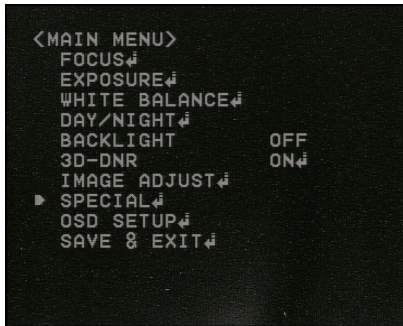 <MAIN MENU>
FOCUS↲
EXPOSURE↲
WHITE BALANCE↲
DAY/NIGHT↲
BACKLIGHT OFF
3D-DNR ON↲
IMAGE ADJUST↲
SPECIAL↲
OSD SETUP↲
SAVE & EXIT↲